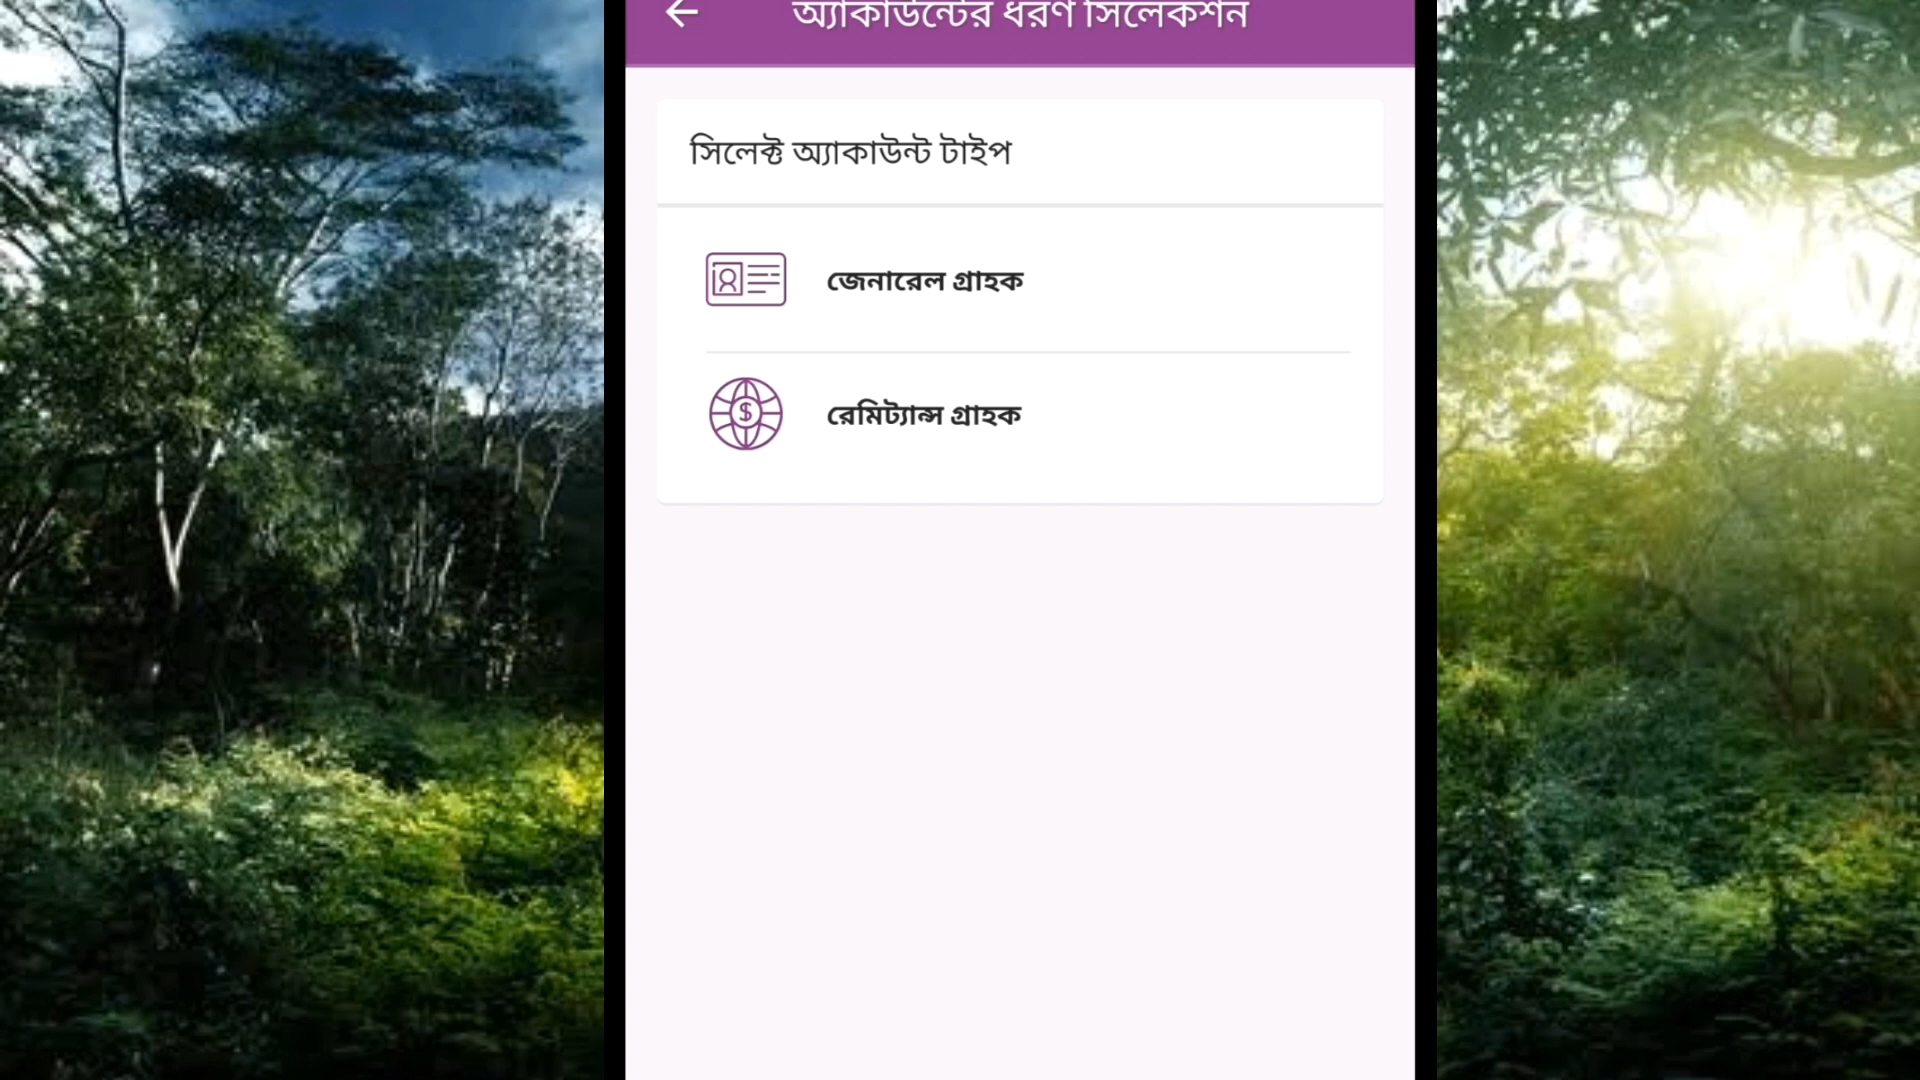 অ্যাকাউন্টের ধরণ সিলেকশন
সিলেক্ট অ্যাকাউন্ট টাইপ
জেনারেল গ্রাহক
রেমিট্যান্স গ্রাহক